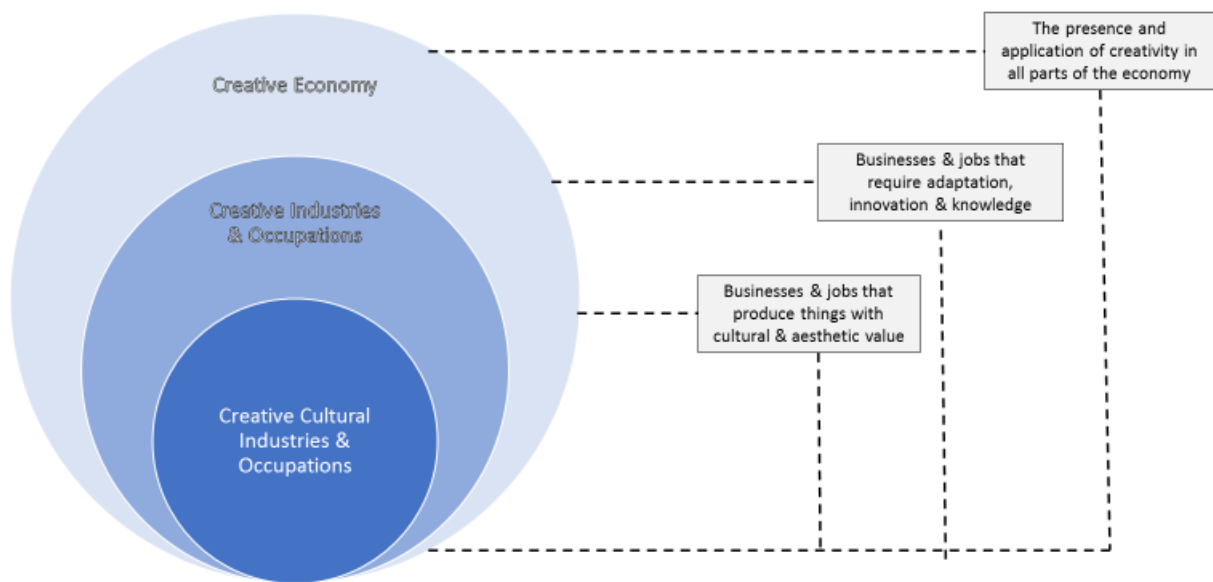 Creative Economy
Creative Industries
& Occupations
Creative Cultural
Industries &
Occupations
The presence and
application of creativity in
all parts of the economy
Businesses & jobs that
require adaptation,
innovation & knowledge
Businesses & jobs that
produce things with
cultural & aesthetic value